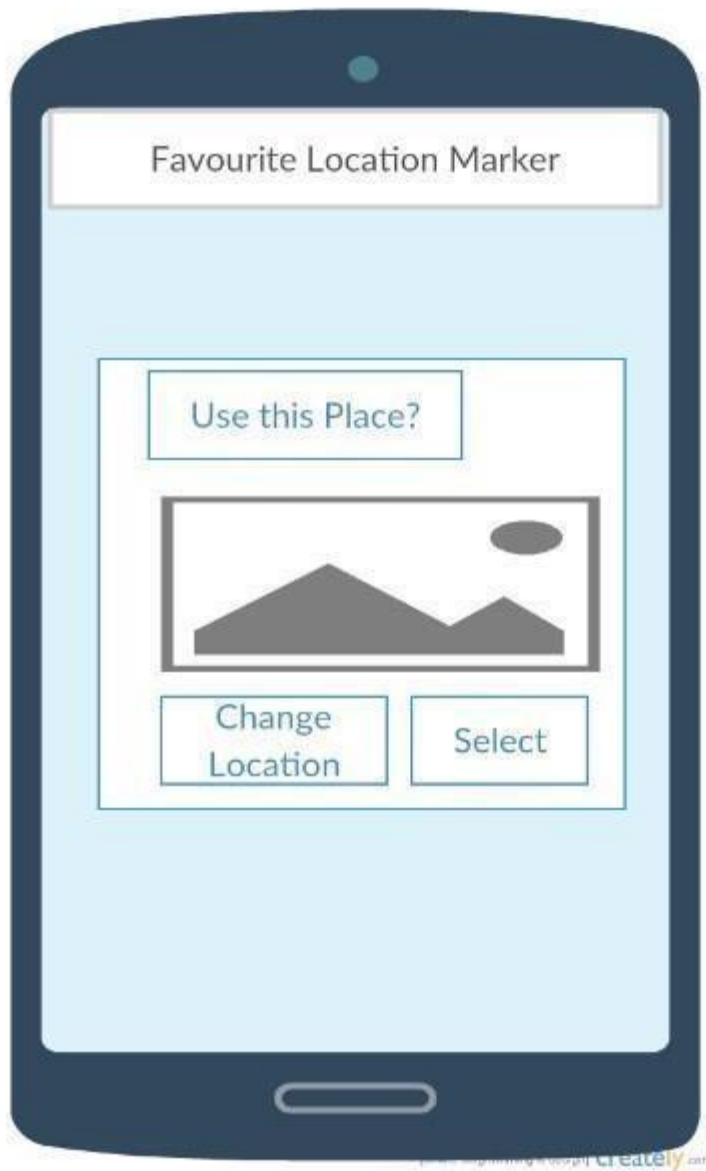 Favourite Location Marker
Use this Place?
Change
Location
Select
creately